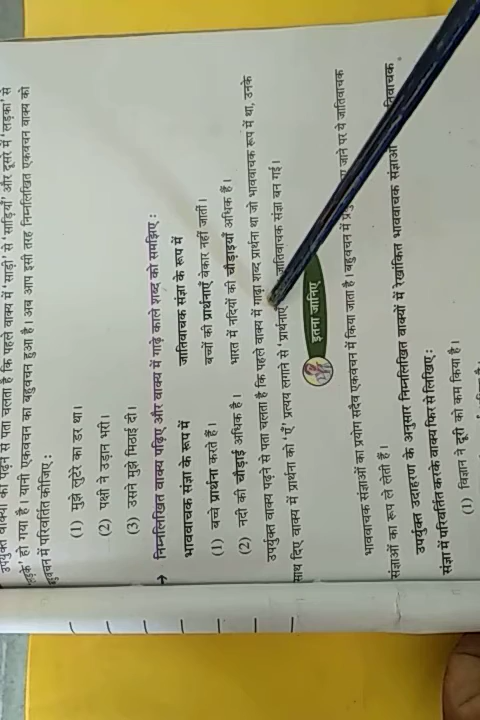 उपर्युक्त वाक्यों को पढ़ने से पता चलता है कि पहले वाक्य में 'साड़ी' से 'साड़ियाँ' और दूसरे में 'लड़का' से
'लड़के' हो गया है। यानी एकवचन का बहुवचन हुआ है। अब आप इसी तरह निम्नलिखित एकवचन वाक्य को
बहुवचन में परिवर्तित कीजिए :
(1) मुझे लुटेरे का डर था।
(2) पक्षी ने उड़ान भरी।
(3) उसने मुझे मिठाई दी।
→ निम्नलिखित वाक्य पढ़िए और वाक्य में गाढ़े काले शब्द को समझिए :
भाववाचक संज्ञा के रूप में जातिवाचक संज्ञा के रूप में
(1) बच्चे प्रार्थना करते हैं। बच्चों की प्रार्थनाएँ बेकार नहीं जातीं।
(2) नदी की चौड़ाई अधिक है। भारत में नदियों की चौड़ाइयाँ अधिक हैं।
उपर्युक्त वाक्य पढ़ने से पता चलता है कि पहले वाक्य में गाढ़ा शब्द प्रार्थना था जो भाववाचक रूप में था, उनके
साथ दिए वाक्य में प्रार्थना को 'एँ' प्रत्यय लगाने से 'प्रार्थनाएँ' जातिवाचक संज्ञा बन गई।
इतना जानिए
भाववाचक संज्ञाओं का प्रयोग सदैव एकवचन में किया जाता है। बहुवचन में जाने पर ये जातिवाचक
संज्ञाओं का रूप ले लेती हैं।
उपर्युक्त उदाहरण के अनुसार निम्नलिखित वाक्यों में रेखांकित भाववाचक संज्ञाओं
संज्ञा में परिवर्तित करके वाक्य फिर से लिखिए :
(1) विज्ञान ने दूरी को कम किया है।